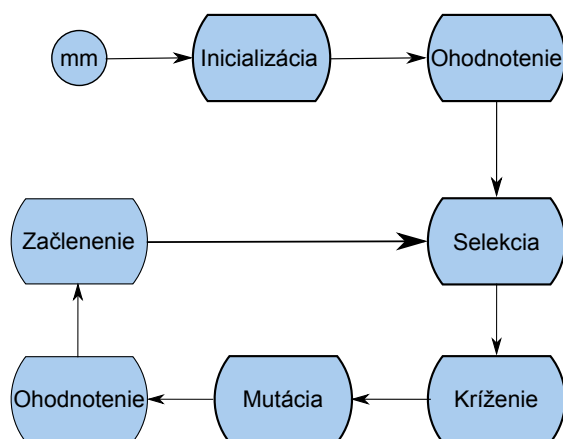 mm
Inicializácia
Ohodnotenie
Začlenenie
Selekcia
Ohodnotenie
Mutácia
Kríženie